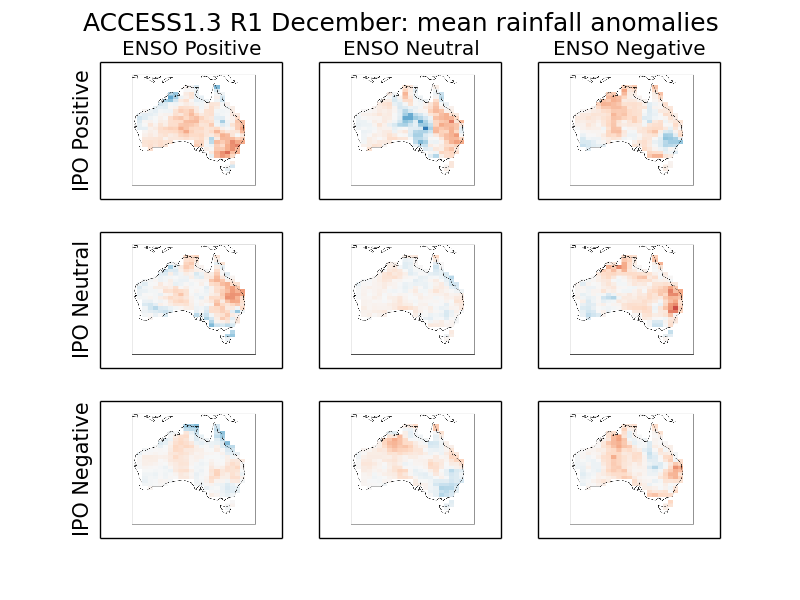 ACCESS1.3 R1 December: mean rainfall anomalies
ENSO Positive ENSO Neutral ENSO Negative
IPO Positive
IPO Neutral
IPO Negative